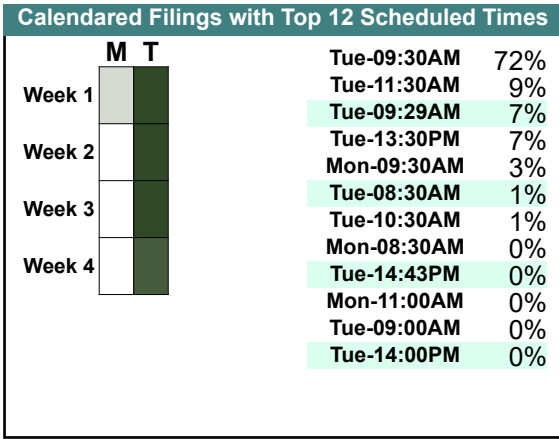 Calendared Filings with Top 12 Scheduled Times
M T
Week 1
Week 2
Week 3
Week 4
Tue-09:30AM 72%
Tue-11:30AM 9%
Tue-09:29AM 7%
Tue-13:30PM 7%
Mon-09:30AM 3%
Tue-08:30AM 1%
Tue-10:30AM 1%
Mon-08:30AM 0%
Tue-14:43PM 0%
Mon-11:00AM 0%
Tue-09:00AM 0%
Tue-14:00PM 0%